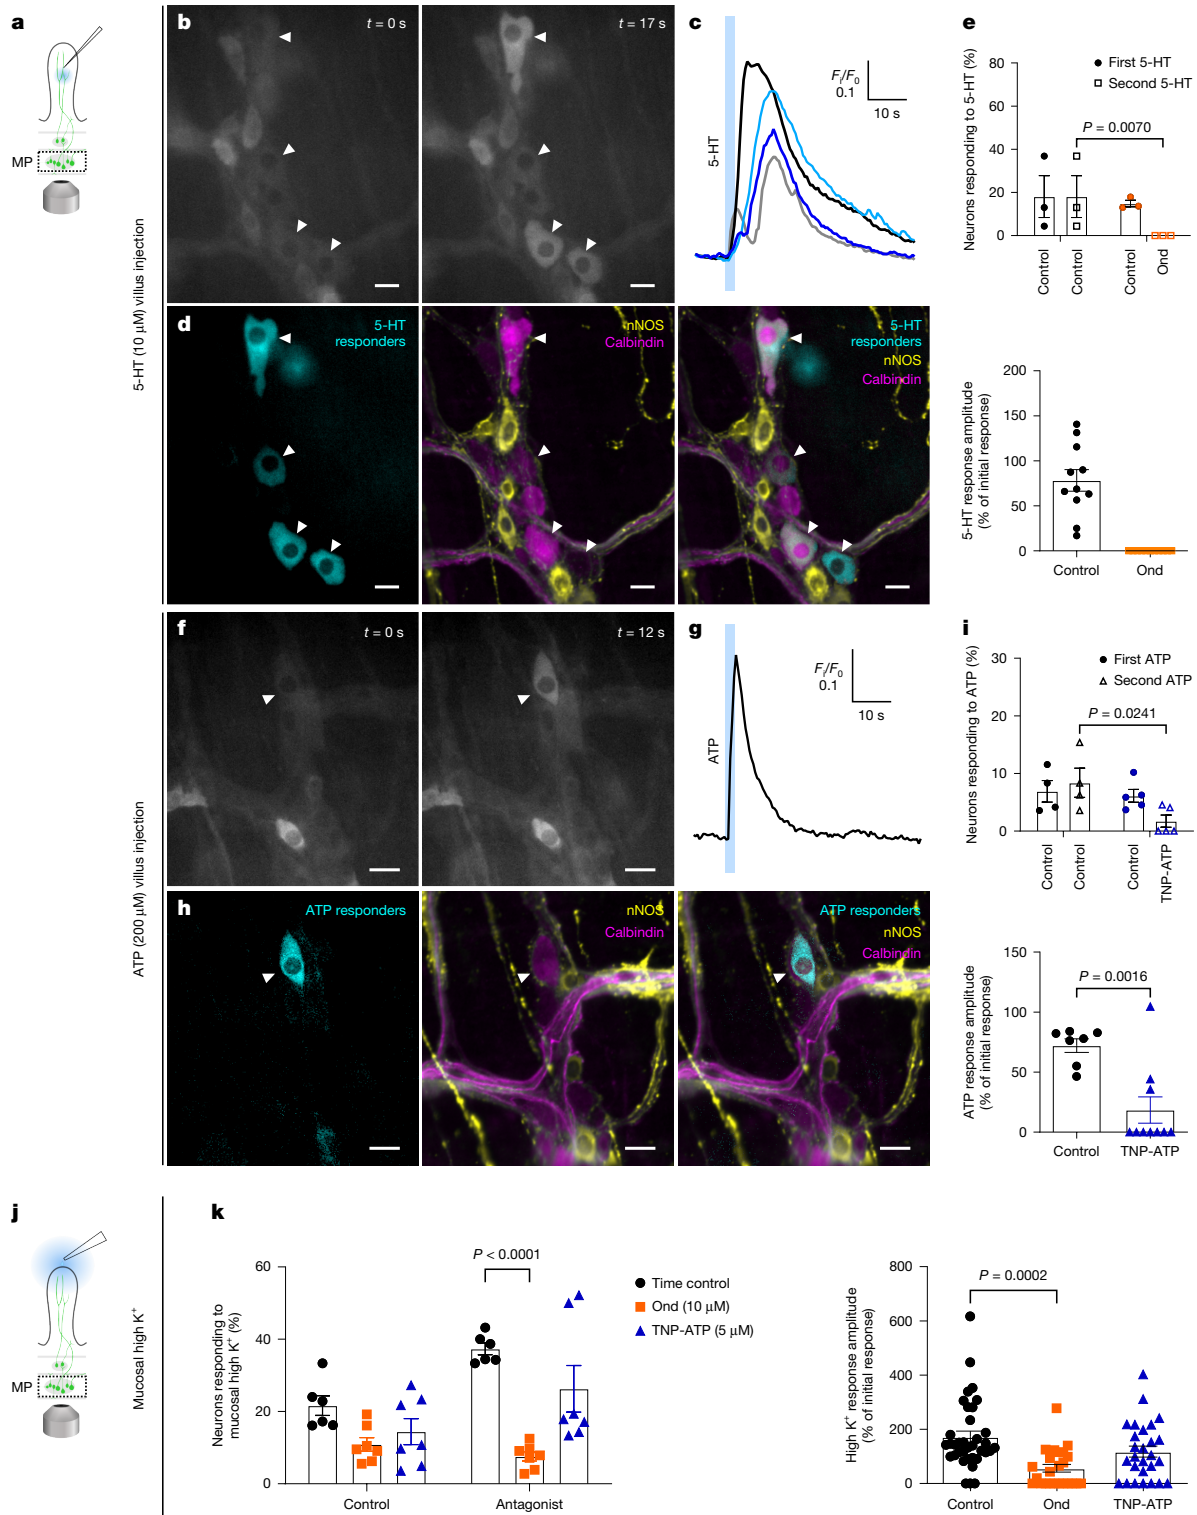 a
MP
5-HT (10 μM) villus injection
b
t = 0 s
t = 17 s
c
5-HT
Fi/F0
0.1
10 s
d
5-HT
responders
nNOS
Calbindin
5-HT
responders
nNOS
Calbindin
e
Neurons responding to 5-HT (%)
80
60
40
20
0
First 5-HT
Second 5-HT
P = 0.0070
Control
Control
Control
Ond
5-HT response amplitude
(% of initial response)
200
150
100
50
0
Control
Ond
ATP (200 μM) villus injection
f
t = 0 s
t = 12 s
g
ATP
Fi/F0
0.1
10 s
h
ATP responders
nNOS
Calbindin
ATP responders
nNOS
Calbindin
i
Neurons responding to ATP (%)
30
20
10
0
First ATP
Second ATP
P = 0.0241
Control
Control
Control
TNP-ATP
ATP response amplitude
(% of initial response)
150
100
50
0
P = 0.0016
Control
TNP-ATP
j
MP
Mucosal high K+
k
Neurons responding to
mucosal high K+ (%)
60
40
20
0
P < 0.0001
Control
Antagonist
Time control
Ond (10 μM)
TNP-ATP (5 μM)
High K+ response amplitude
(% of initial response)
800
600
400
200
0
P = 0.0002
Control
Ond
TNP-ATP